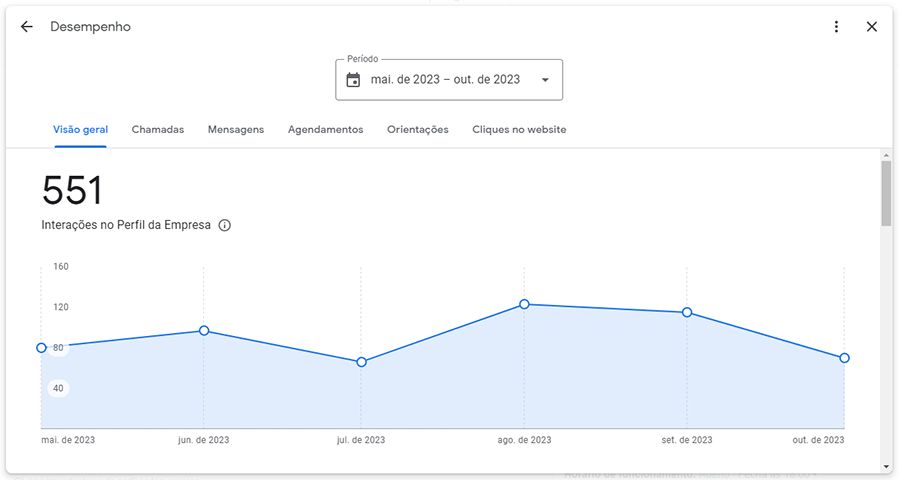 Desempenho
Período
mai. de 2023 – out. de 2023
Visão geral Chamadas Mensagens Agendamentos Orientações Cliques no website
551
Interações no Perfil da Empresa
160
120
80
40
mai. de 2023 jun. de 2023 jul. de 2023 ago. de 2023 set. de 2023 out. de 2023